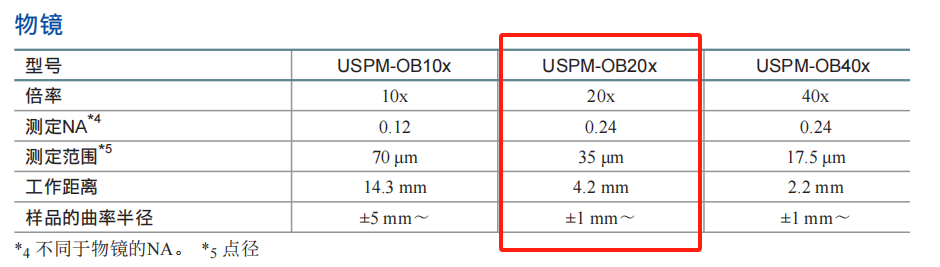 物镜
型号 USPM-OB10x USPM-OB20x USPM-OB40x
倍率 10x 20x 40x
测定NA*4 0.12 0.24 0.24
测定范围*5 70 μm 35 μm 17.5 μm
工作距离 14.3 mm 4.2 mm 2.2 mm
样品的曲率半径 ±5 mm～ ±1 mm～ ±1 mm～
*4 不同于物镜的NA。 *5 点径